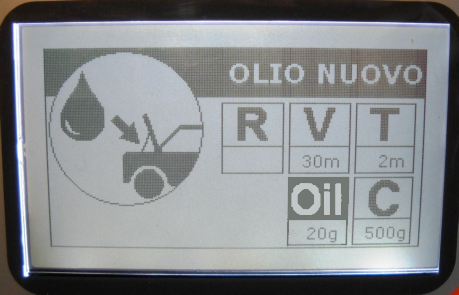 OLIO NUOVO
R V T
30m 2m
Oil C
20g 500g